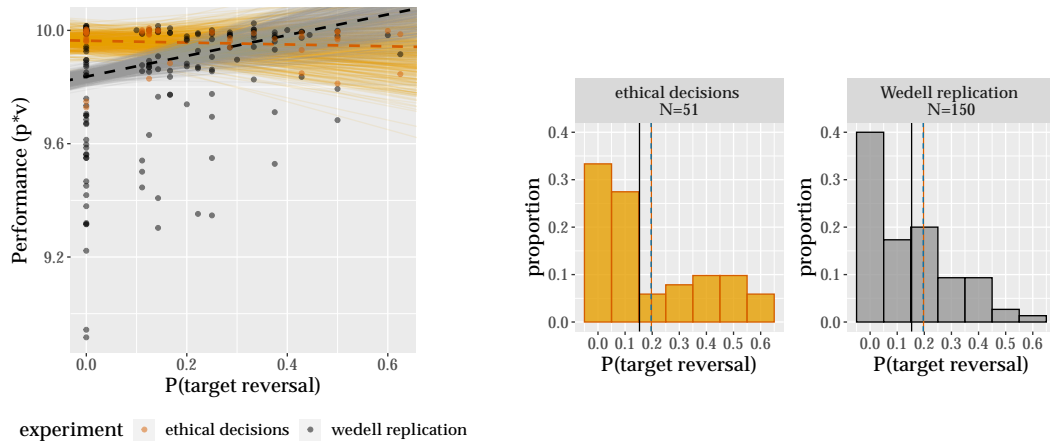 Performance (p*v)
10.0
9.6
9.2
0.0 0.2 0.4 0.6
P(target reversal)
experiment ethical decisions wedell replication
ethical decisions
N=51
proportion
0.4
0.3
0.2
0.1
0.0
0.0 0.1 0.2 0.3 0.4 0.5 0.6
P(target reversal)
Wedell replication
N=150
proportion
0.4
0.3
0.2
0.1
0.0
0.0 0.1 0.2 0.3 0.4 0.5 0.6
P(target reversal)